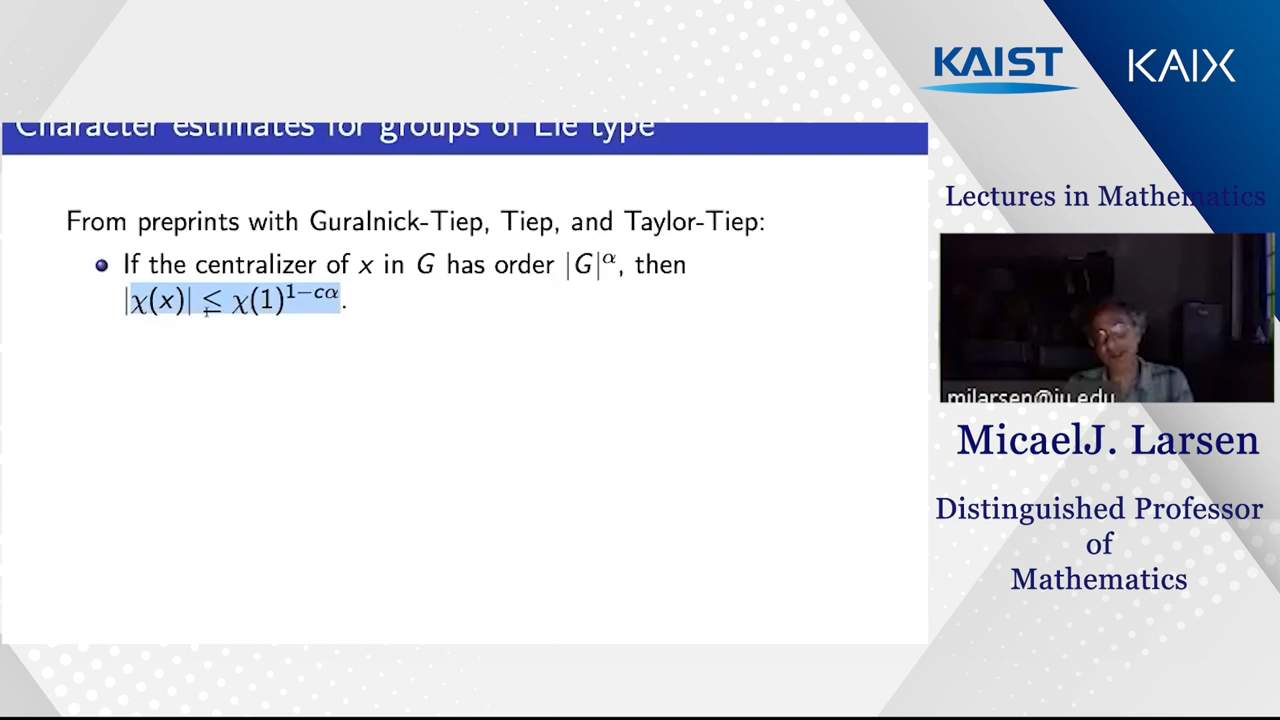 KAIST KAIX
Character estimates for groups of Lie type
From preprints with Guralnick-Tiep, Tiep, and Taylor-Tiep:
If the centralizer of x in G has order |G|^α, then
|χ(x)| ≤ χ(1)^{1−cα}.
Lectures in Mathematics
milarsen@iu.edu
MicaelJ. Larsen
Distinguished Professor
of
Mathematics